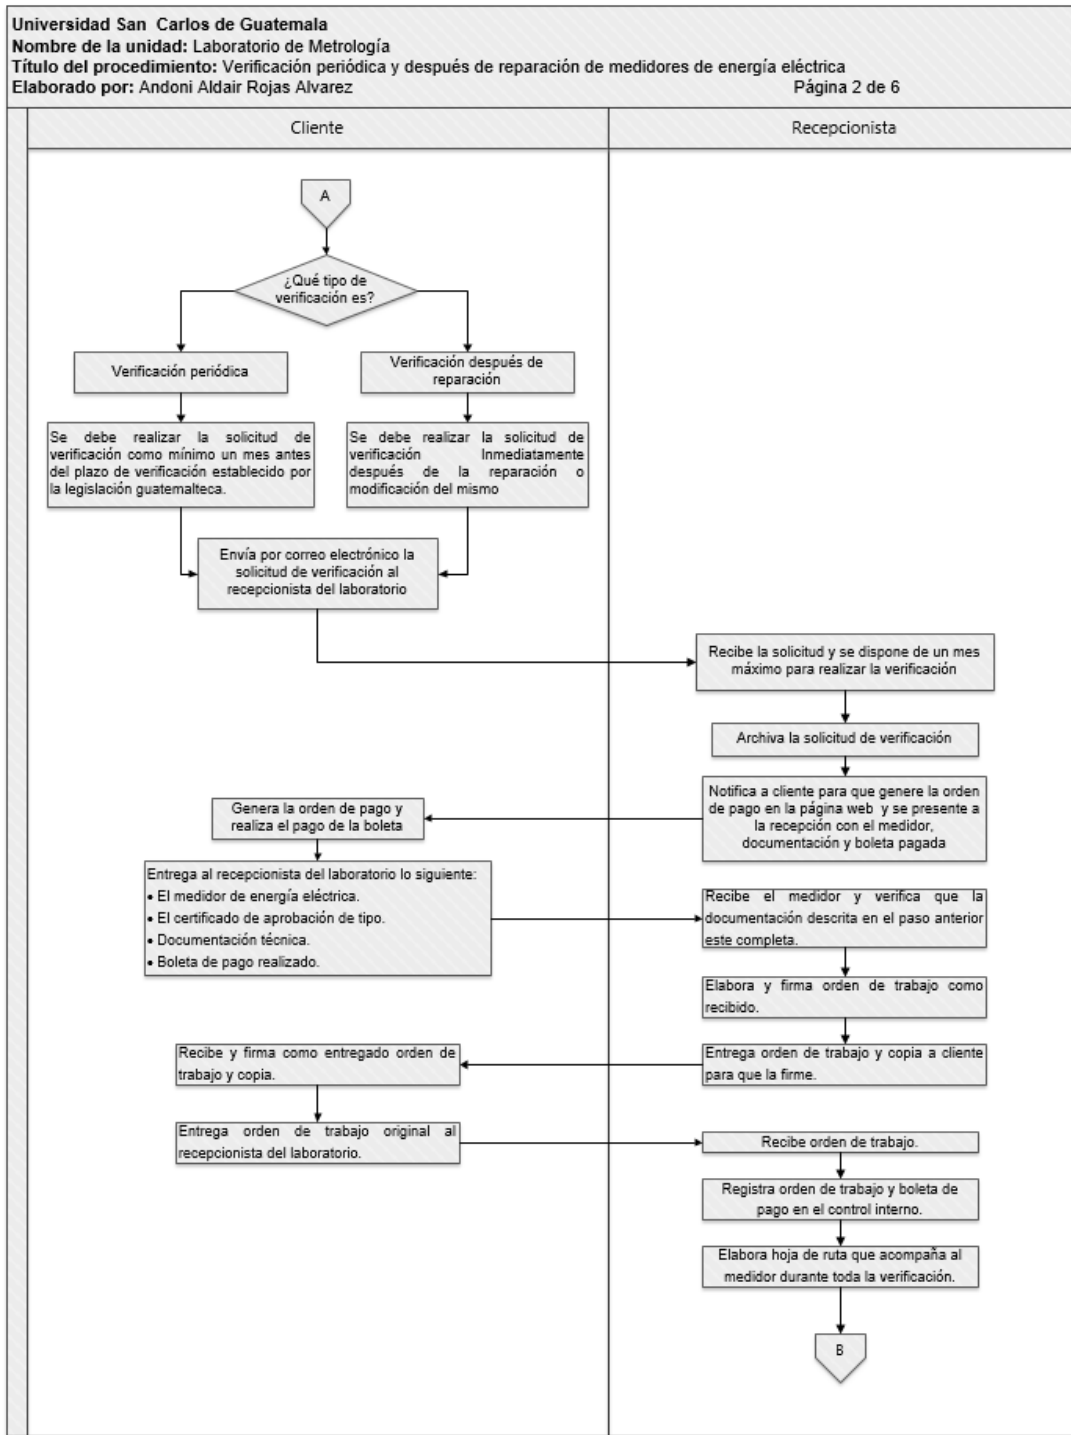 Universidad San Carlos de Guatemala
Nombre de la unidad: Laboratorio de Metrología
Título del procedimiento: Verificación periódica y después de reparación de medidores de energía eléctrica
Elaborado por: Andoni Aldair Rojas Alvarez Página 2 de 6
Cliente
Recepcionista
A
¿Qué tipo de
verificación es?
Verificación periódica
Verificación después de
reparación
Se debe realizar la solicitud de
verificación como mínimo un mes antes
del plazo de verificación establecido por
la legislación guatemalteca.
Se debe realizar la solicitud de
verificación Inmediatamente
después de la reparación o
modificación del mismo
Envía por correo electrónico la
solicitud de verificación al
recepcionista del laboratorio
Recibe la solicitud y se dispone de un mes
máximo para realizar la verificación
Archiva la solicitud de verificación
Notifica a cliente para que genere la orden
de pago en la página web y se presente a
la recepción con el medidor,
documentación y boleta pagada
Genera la orden de pago y
realiza el pago de la boleta
Entrega al recepcionista del laboratorio lo siguiente:
• El medidor de energía eléctrica.
• El certificado de aprobación de tipo.
• Documentación técnica.
• Boleta de pago realizado.
Recibe el medidor y verifica que la
documentación descrita en el paso anterior
este completa.
Elabora y firma orden de trabajo como
recibido.
Entrega orden de trabajo y copia a cliente
para que la firme.
Recibe y firma como entregado orden de
trabajo y copia.
Entrega orden de trabajo original al
recepcionista del laboratorio.
Recibe orden de trabajo.
Registra orden de trabajo y boleta de
pago en el control interno.
Elabora hoja de ruta que acompaña al
medidor durante toda la verificación.
B